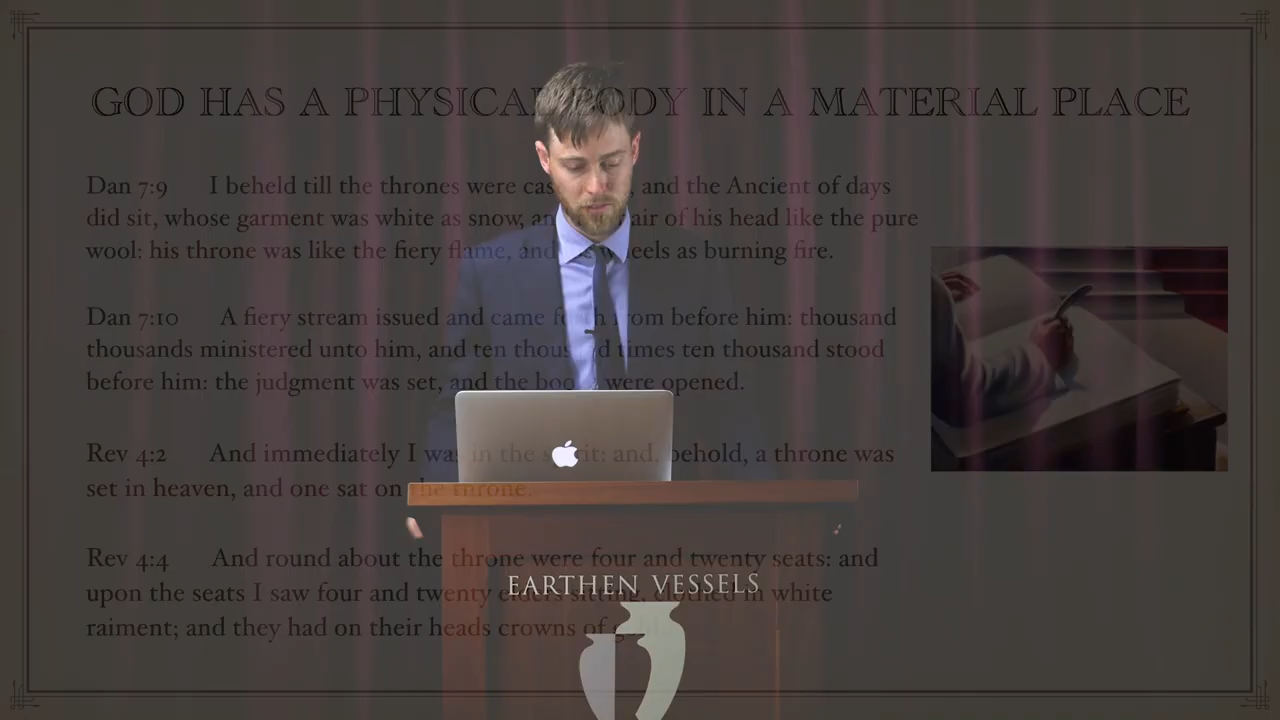 GOD HAS A PHYSICAL BODY IN A MATERIAL PLACE
Dan 7:9 I beheld till the thrones were cast and the Ancient of days
did sit, whose garment was white as snow, and hair of his head like the pure
wool: his throne was like the fiery flame, and wheels as burning fire.
Dan 7:10 A fiery stream issued and came forth from before him: thousand
thousands ministered unto him, and ten thousand times ten thousand stood
before him: the judgment was set, and the books were opened.
Rev 4:2 And immediately I was in the spirit: and, behold, a throne was
set in heaven, and one sat on the throne.
Rev 4:4 And round about the throne were four and twenty seats: and
upon the seats I saw four and twenty elders sitting, clothed in white
raiment; and they had on their heads crowns of
EARTHEN VESSELS